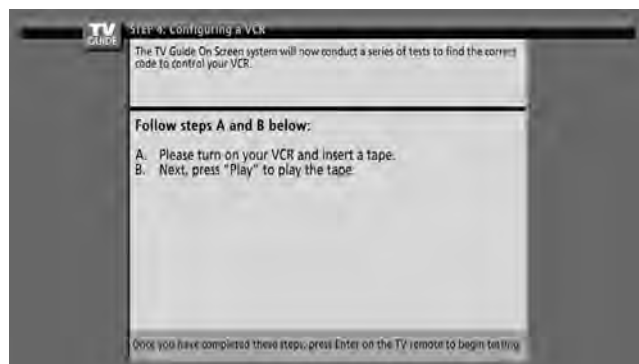 TV
GUIDE
STEP 4: Configuring a VCR
The TV Guide On Screen system will now conduct a series of tests to find the correct
code to control your VCR.
Follow steps A and B below:
A. Please turn on your VCR and insert a tape.
B. Next, press "Play" to play the tape.
Once you have completed these steps, press Enter on the TV remote to begin testing